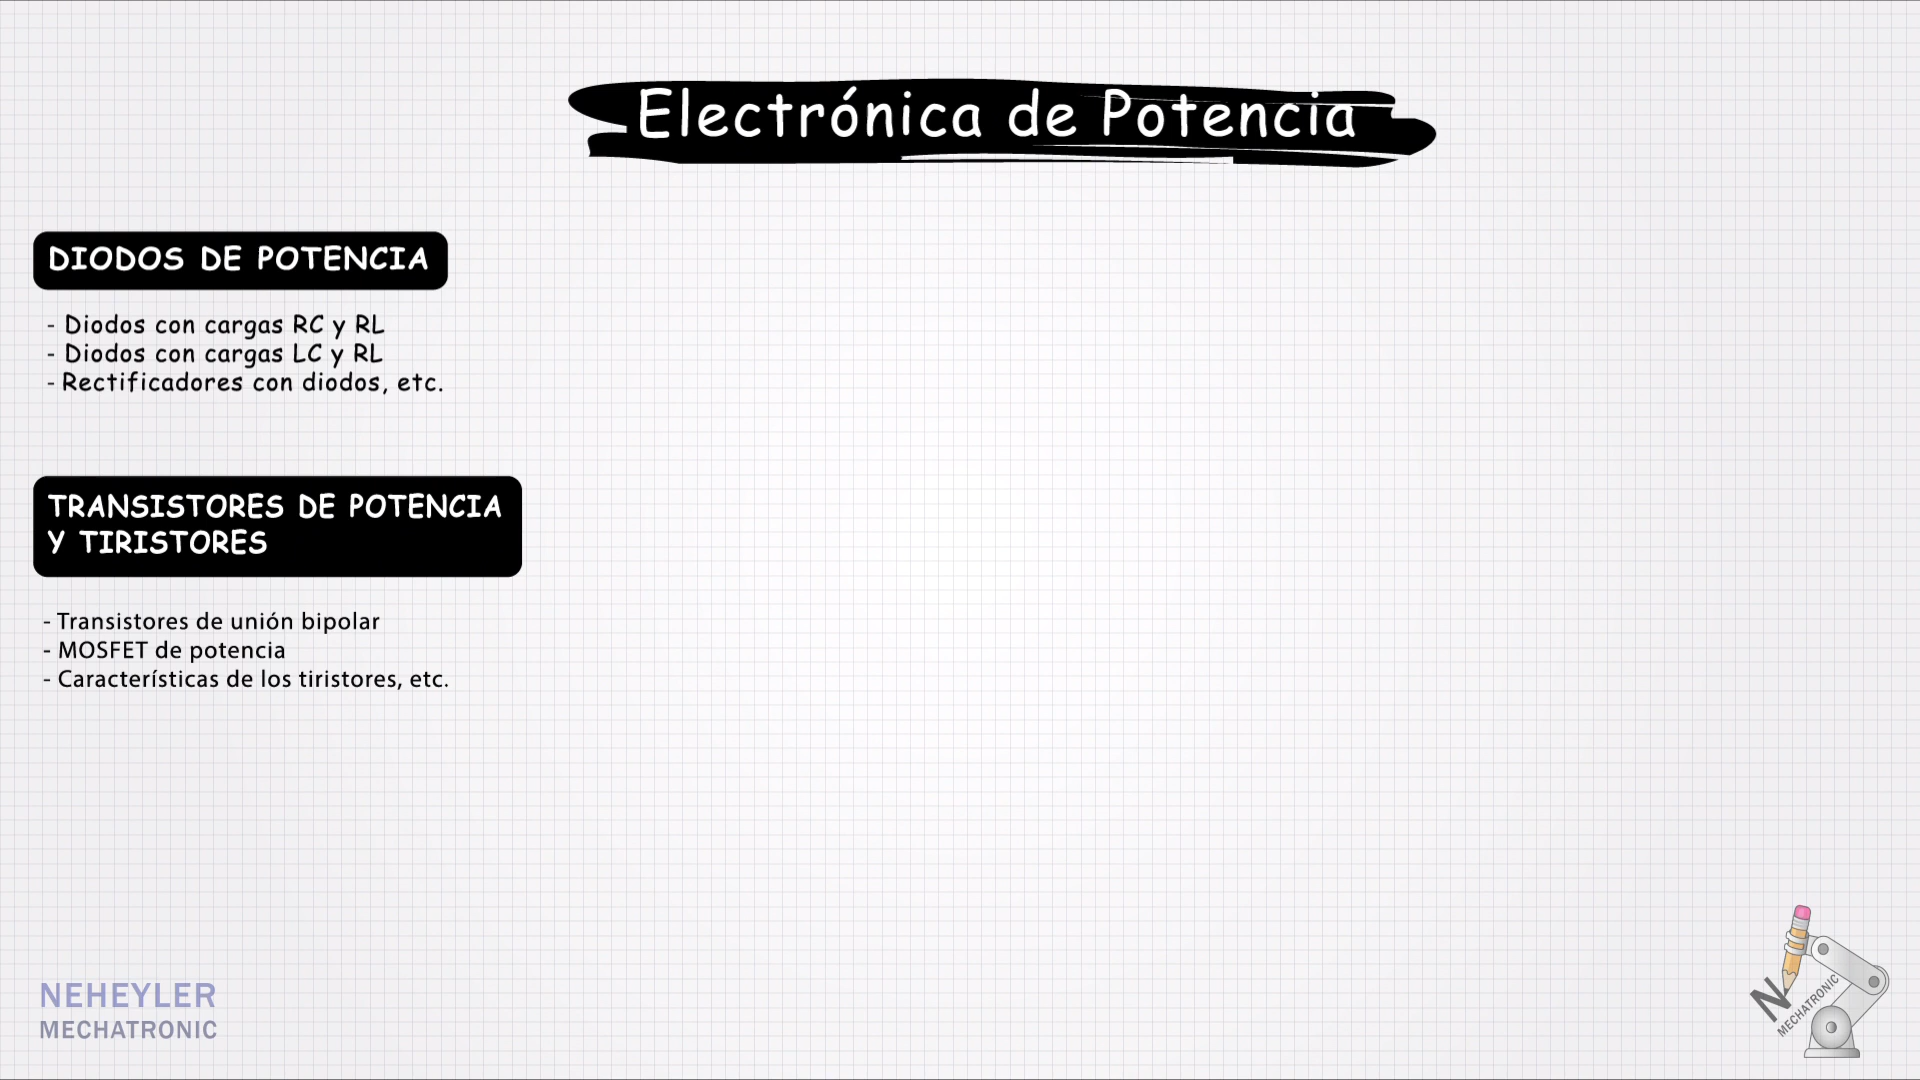 Electrónica de Potencia
DIODOS DE POTENCIA
- Diodos con cargas RC y RL
- Diodos con cargas LC y RL
- Rectificadores con diodos, etc.
TRANSISTORES DE POTENCIA
Y TIRISTORES
- Transistores de unión bipolar
- MOSFET de potencia
- Características de los tiristores, etc.
NEHEYLER
MECHATRONIC
N
MECHATRONIC